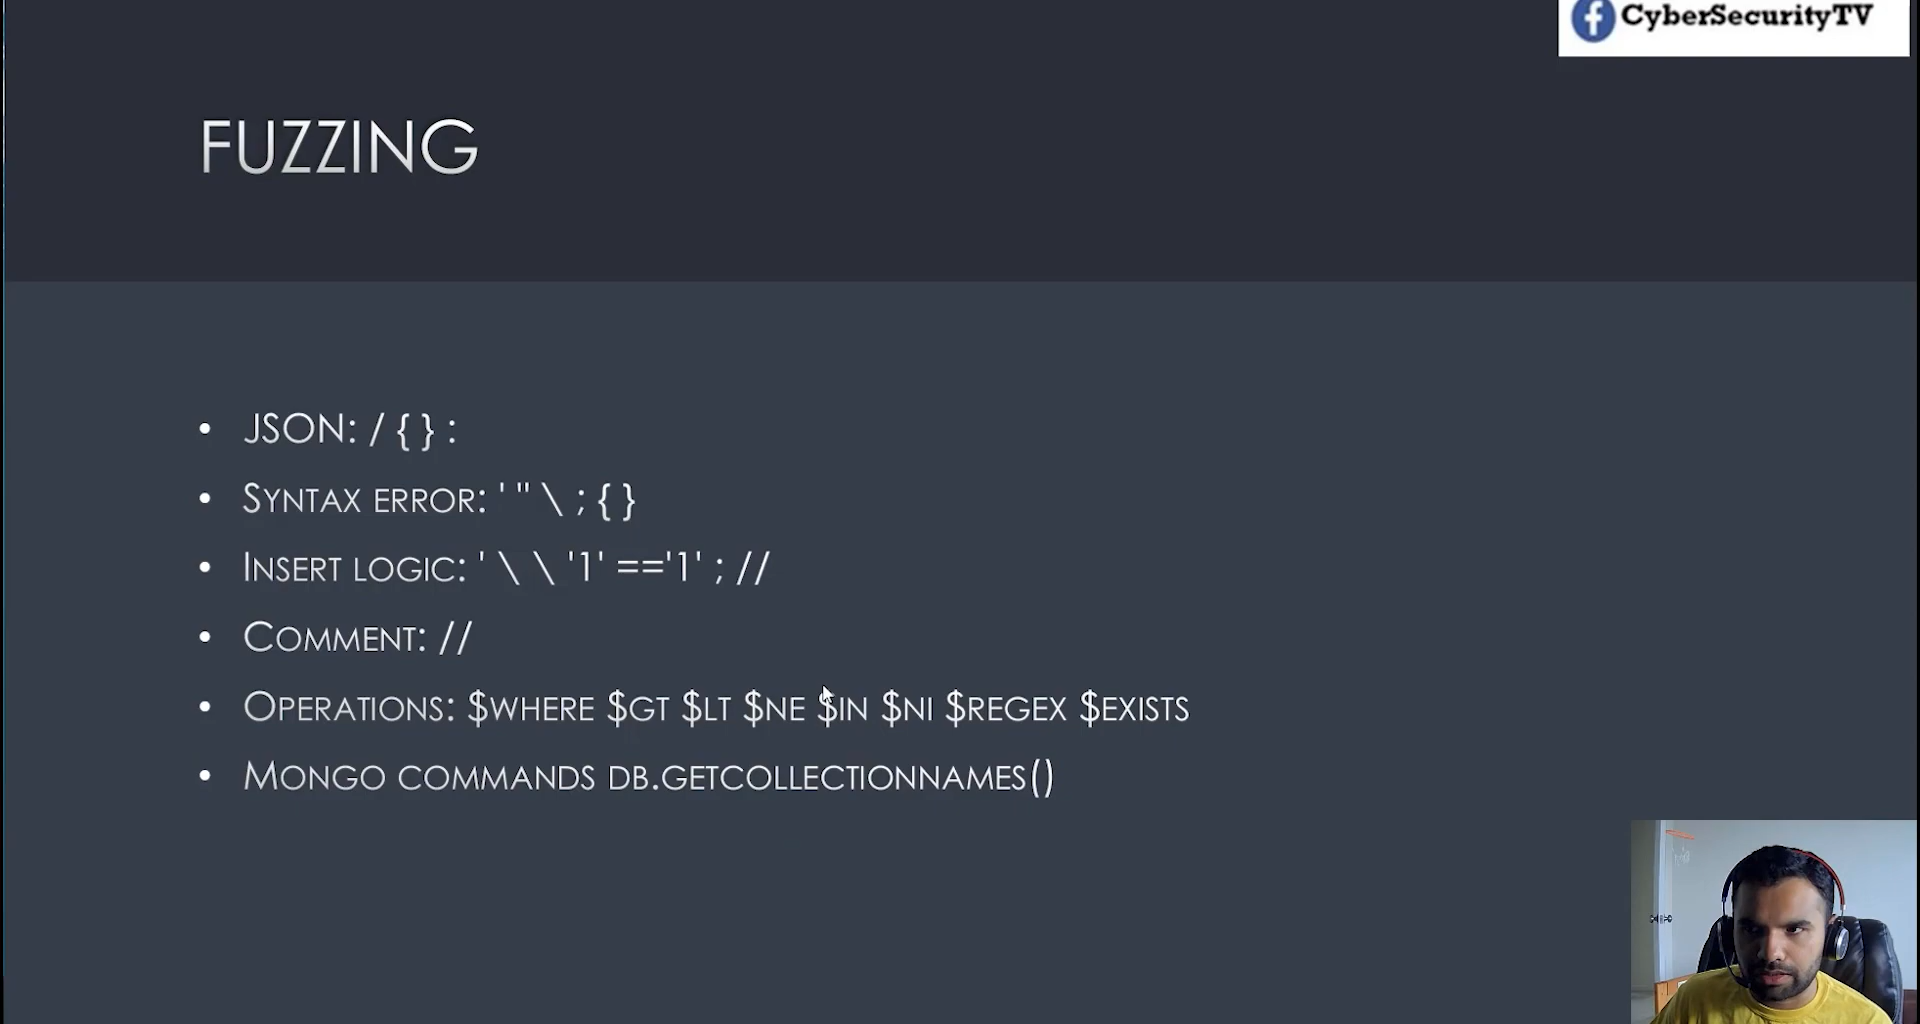 CyberSecurityTV
FUZZING
• JSON: / { } :
• SYNTAX ERROR: ' " \ ; { }
• INSERT LOGIC: ' \ \ '1' =='1' ; //
• COMMENT: //
• OPERATIONS: $WHERE $GT $LT $NE $IN $NI $REGEX $EXISTS
• MONGO COMMANDS DB.GETCOLLECTIONNAMES()